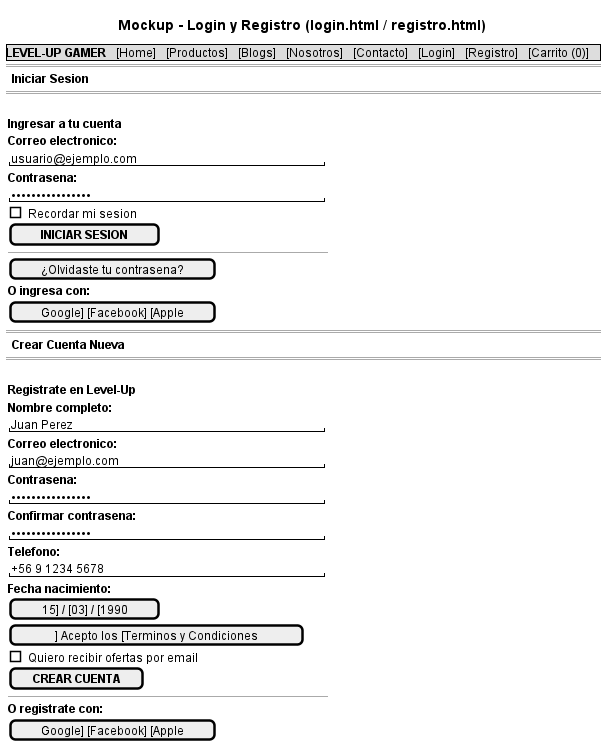 Mockup - Login y Registro (login.html / registro.html)
LEVEL-UP GAMER [Home] [Productos] [Blogs] [Nosotros] [Contacto] [Login] [Registro] [Carrito (0)]
Iniciar Sesion
Ingresar a tu cuenta
Correo electronico:
usuario@ejemplo.com
Contrasena:
••••••••••••••••
Recordar mi sesion
INICIAR SESION
¿Olvidaste tu contrasena?
O ingresa con:
Google] [Facebook] [Apple
Crear Cuenta Nueva
Registrate en Level-Up
Nombre completo:
Juan Perez
Correo electronico:
juan@ejemplo.com
Contrasena:
••••••••••••••••
Confirmar contrasena:
••••••••••••••••
Telefono:
+56 9 1234 5678
Fecha nacimiento:
15] / [03] / [1990
] Acepto los [Terminos y Condiciones
Quiero recibir ofertas por email
CREAR CUENTA
O registrate con:
Google] [Facebook] [Apple